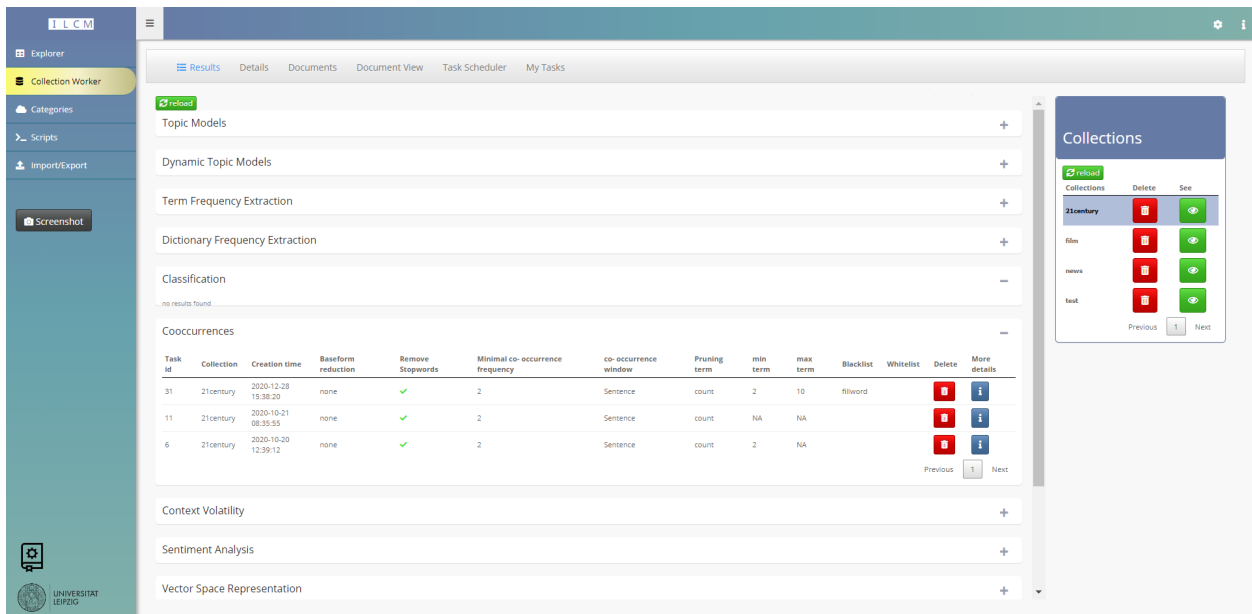 ILCM
Explorer
Collection Worker
Categories
Scripts
Import/Export
Screenshot
UNIVERSITÄT
LEIPZIG
Results Details Documents Document View Task Scheduler My Tasks
reload
Topic Models
Dynamic Topic Models
Term Frequency Extraction
Dictionary Frequency Extraction
Classification
no results found
Cooccurrences
Task id Collection Creation time Baseform reduction Remove Stopwords Minimal co- occurrence frequency co- occurrence window Pruning term min term max term Blacklist Whitelist Delete More details
31 21century 2020-12-28 15:38:20 none 2 Sentence count 2 10 fillword
11 21century 2020-10-21 08:35:55 none 2 Sentence count NA NA
6 21century 2020-10-20 12:39:12 none 2 Sentence count 2 NA
Previous 1 Next
Context Volatility
Sentiment Analysis
Vector Space Representation
Collections
reload
Collections Delete See
21century
film
news
test
Previous 1 Next